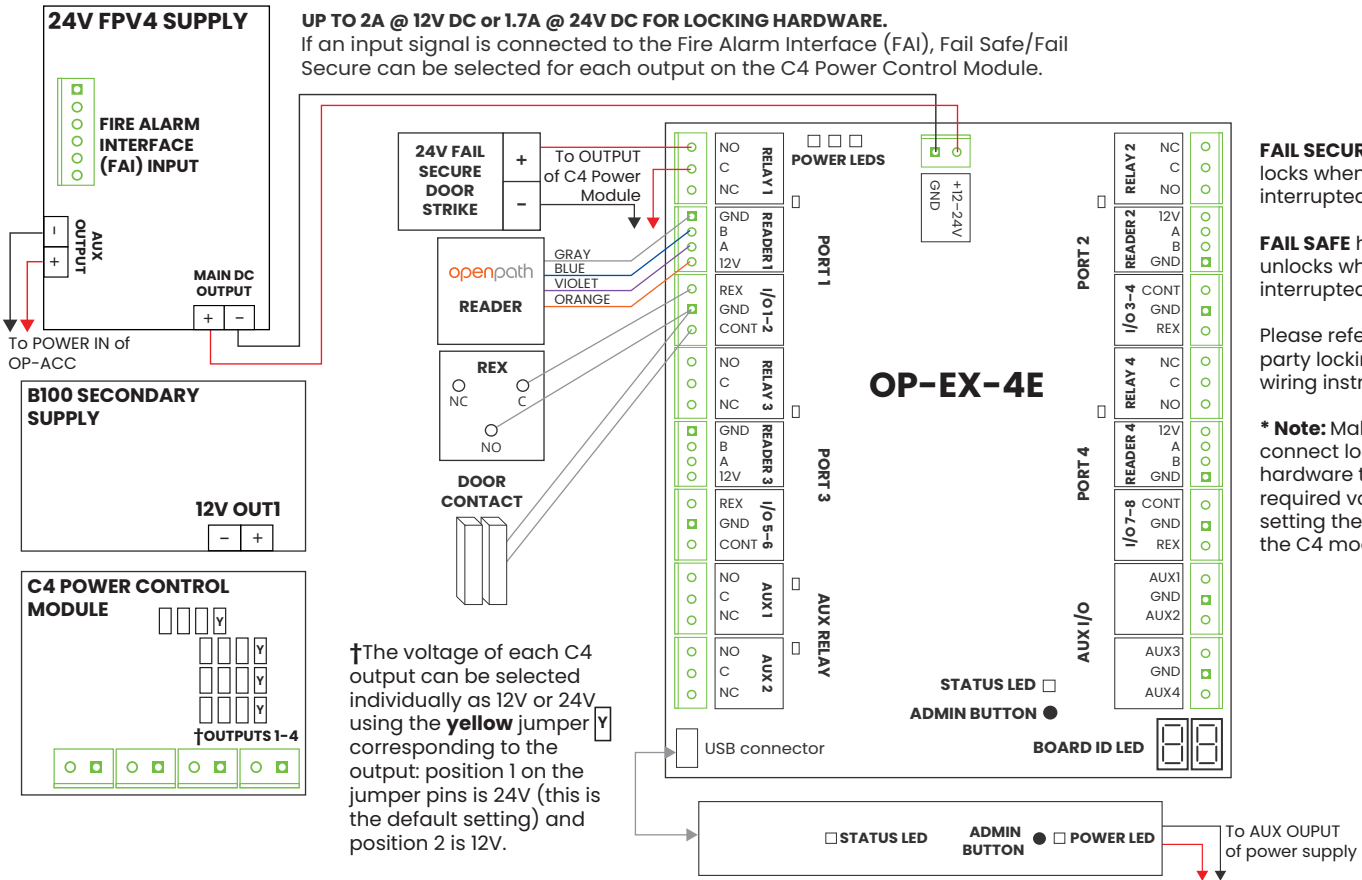 24V FPV4 SUPPLY
FIRE ALARM
INTERFACE
(FAI) INPUT
AUX
OUTPUT
-
+
MAIN DC
OUTPUT
+ -
To POWER IN of
OP-ACC
B100 SECONDARY
SUPPLY
12V OUT1
- +
C4 POWER CONTROL
MODULE
Y
Y
Y
Y
†OUTPUTS 1-4
UP TO 2A @ 12V DC or 1.7A @ 24V DC FOR LOCKING HARDWARE.
If an input signal is connected to the Fire Alarm Interface (FAI), Fail Safe/Fail
Secure can be selected for each output on the C4 Power Control Module.
24V FAIL
SECURE
DOOR
STRIKE
+
-
To OUTPUT
of C4 Power
Module
openpath
READER
GRAY
BLUE
VIOLET
ORANGE
REX
NC
C
NO
DOOR
CONTACT
†The voltage of each C4
output can be selected
individually as 12V or 24V
using the yellow jumper Y
corresponding to the
output: position 1 on the
jumper pins is 24V (this is
the default setting) and
position 2 is 12V.
NO
C
NC
RELAY 1
GND
B
A
12V
READER 1
REX
GND
CONT
I/O 1-2
PORT 1
NO
C
NC
RELAY 3
GND
B
A
12V
READER 3
REX
GND
CONT
I/O 5-6
PORT 3
NO
C
NC
AUX 1
NO
C
NC
AUX 2
AUX RELAY
POWER LEDS
GND
+12-24V
OP-EX-4E
RELAY 2
NC
C
NO
READER 2
12V
A
B
GND
I/O 3-4
CONT
GND
REX
PORT 2
RELAY 4
NC
C
NO
READER 4
12V
A
B
GND
I/O 7-8
CONT
GND
REX
PORT 4
AUX1
GND
AUX2
AUX3
GND
AUX4
AUX I/O
STATUS LED
ADMIN BUTTON
USB connector
BOARD ID LED
88
STATUS LED
ADMIN
BUTTON
POWER LED
To AUX OUPUT
of power supply
FAIL SECUR
locks when
interrupted
FAIL SAFE h
unlocks wh
interrupted
Please refe
party lockin
wiring instr
* Note: Mal
connect lo
hardware t
required vo
setting the
the C4 mo